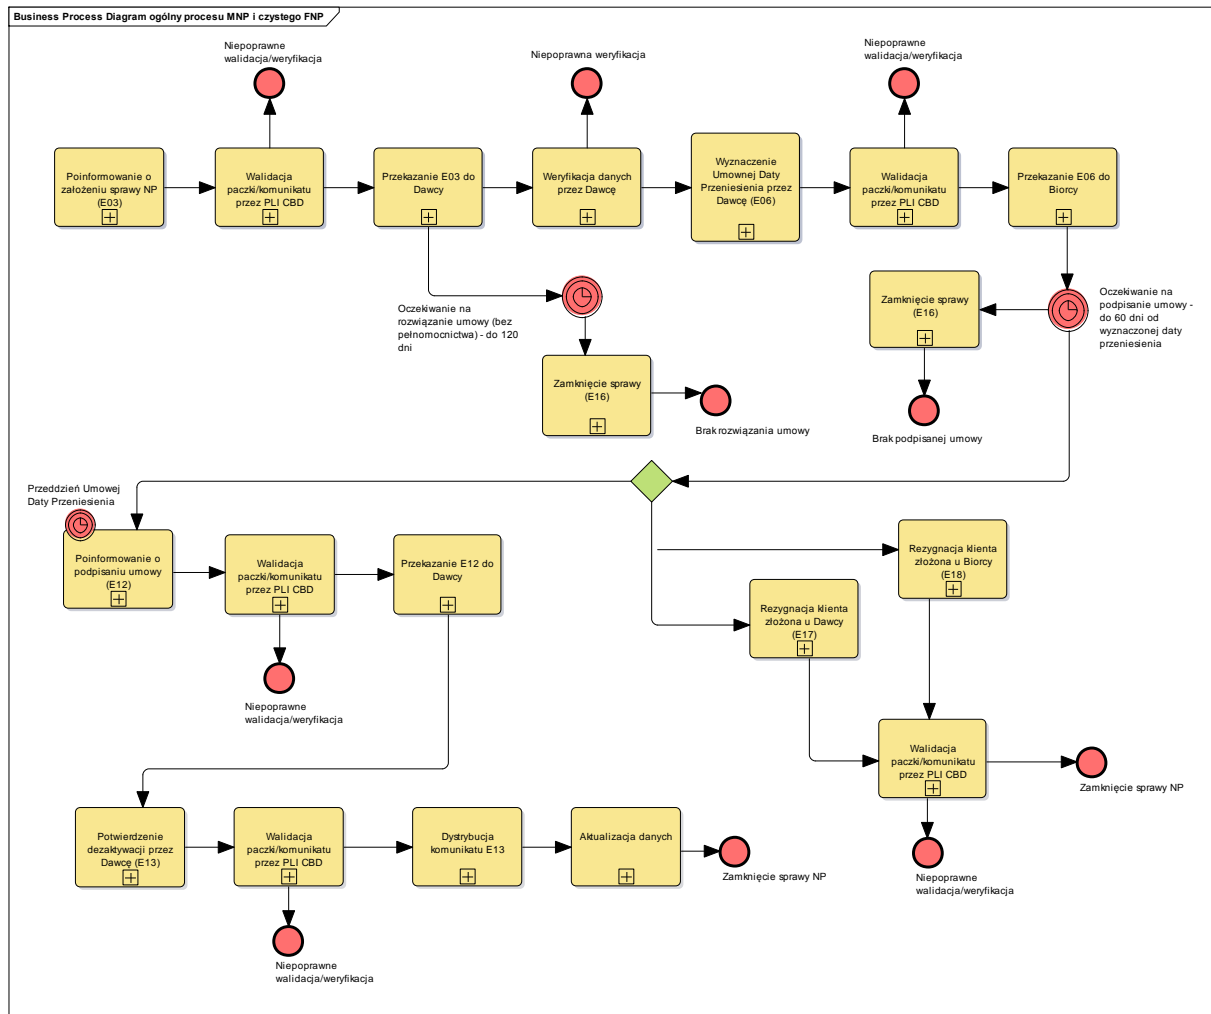 Business Process Diagram ogólny procesu MNP i czystego FNP
Niepoprawne
walidacja/weryfikacja
Niepoprawna weryfikacja
Niepoprawne
walidacja/weryfikacja
Poinformowanie o
założeniu sprawy NP
(E03)
Walidacja
paczki/komunikatu
przez PLI CBD
Przekazanie E03 do
Dawcy
Weryfikacja danych
przez Dawcę
Wyznaczenie
Umownej Daty
Przeniesienia przez
Dawcę (E06)
Walidacja
paczki/komunikatu
przez PLI CBD
Przekazanie E06 do
Biorcy
Oczekiwanie na
rozwiązanie umowy (bez
pełnomocnictwa) - do 120
dni
Zamknięcie sprawy
(E16)
Oczekiwanie na
podpisanie umowy -
do 60 dni od
wyznaczonej daty
przeniesienia
Zamknięcie sprawy
(E16)
Brak rozwiązania umowy
Brak podpisanej umowy
Przeddzień Umowej
Daty Przeniesienia
Poinformowanie o
podpisaniu umowy
(E12)
Walidacja
paczki/komunikatu
przez PLI CBD
Przekazanie E12 do
Dawcy
Rezygnacja klienta
złożona u Biorcy
(E18)
Rezygnacja klienta
złożona u Dawcy
(E17)
Niepoprawne
walidacja/weryfikacja
Walidacja
paczki/komunikatu
przez PLI CBD
Zamknięcie sprawy NP
Potwierdzenie
dezaktywacji przez
Dawcę (E13)
Walidacja
paczki/komunikatu
przez PLI CBD
Dystrybucja
komunikatu E13
Aktualizacja danych
Zamknięcie sprawy NP
Niepoprawne
walidacja/weryfikacja
Niepoprawne
walidacja/weryfikacja